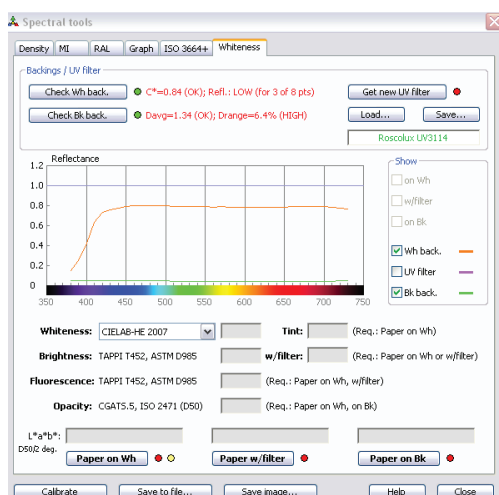 Spectral tools
Density MI RAL Graph ISO 3664+ Whiteness
Backings / UV filter
Check Wh back. C*=0.84 (OK); Refl.: LOW (for 3 of 8 pts) Get new UV filter
Check Bk back. Davg=1.34 (OK); Drange=6.4% (HIGH) Load... Save...
Roscolux UV3114
Reflectance
1.2
1.0
0.8
0.6
0.4
0.2
0
350 400 450 500 550 600 650 700 750
Show
on Wh
w/filter
on Bk
Wh back.
UV filter
Bk back.
Whiteness: CIELAB-HE 2007 Tint: (Req.: Paper on Wh)
Brightness: TAPPI T452, ASTM D985 w/filter: (Req.: Paper on Wh or w/filter)
Fluorescence: TAPPI T452, ASTM D985 (Req.: Paper on Wh, w/filter)
Opacity: CGATS.5, ISO 2471 (D50) (Req.: Paper on Wh, on Bk)
L*a*b*:
D50/2 deg.
Paper on Wh Paper w/filter Paper on Bk
Calibrate Save to file... Save image... Help Close